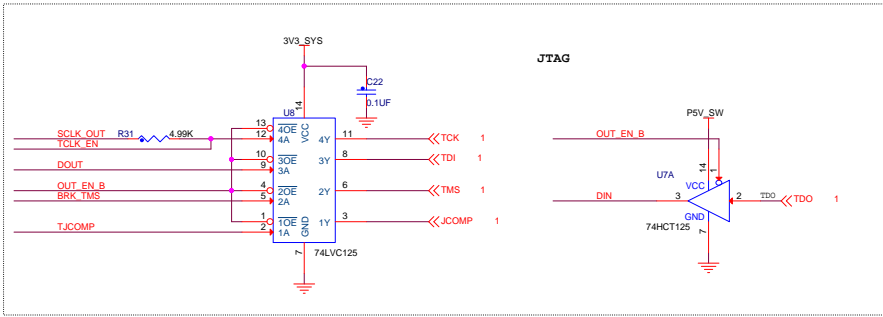 3V3_SYS
JTAG
C22
0.1UF
U8
P5V_SW
14
VCC
SCLK_OUT R31 4.99K 13 4OE
12 4A 4Y 11 TCK 1
TCLK_EN
OUT_EN_B
10 3OE 3Y 8 TDI 1
DOUT 9 3A
14 1
U7A
VCC
OUT_EN_B 4 2OE 2Y 6 TMS 1
BRK_TMS 5 2A
DIN 3 2 TDO TDO 1
1 1OE 1Y 3 JCOMP 1
TJCOMP 2 1A
GND
GND
74HCT125
7
7
74LVC125